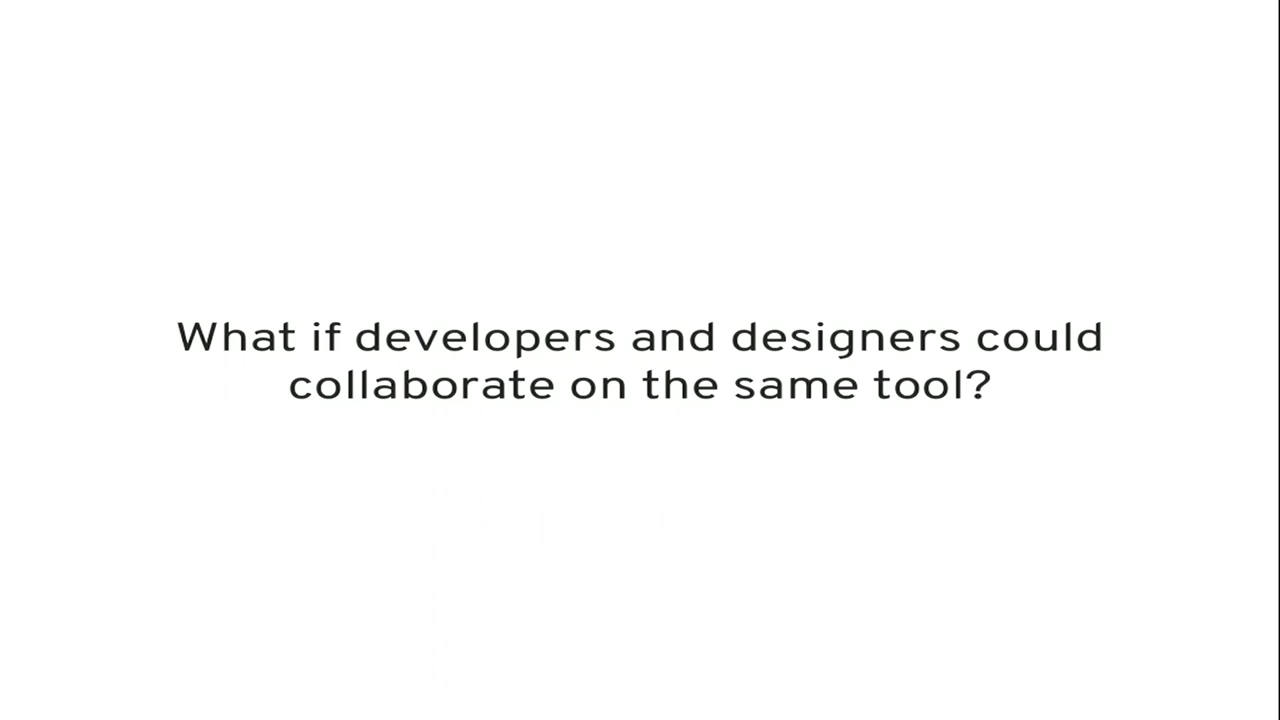 What if developers and designers could
collaborate on the same tool?